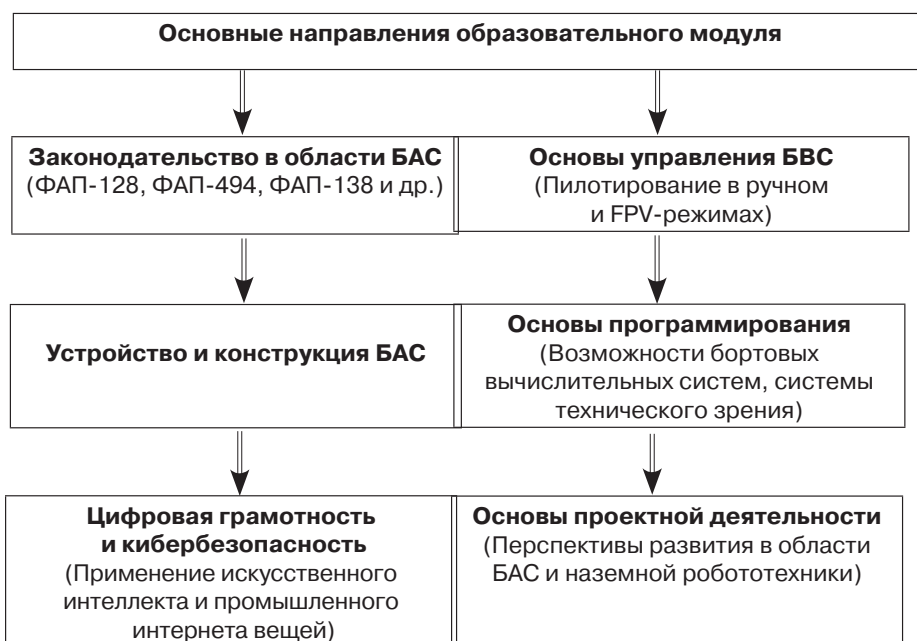 Основные направления образовательного модуля
Законодательство в области БАС
(ФАП-128, ФАП-494, ФАП-138 и др.)
Основы управления БВС
(Пилотирование в ручном
и FPV-режимах)
Устройство и конструкция БАС
Основы программирования
(Возможности бортовых
вычислительных систем, системы
технического зрения)
Цифровая грамотность
и кибербезопасность
(Применение искусственного
интеллекта и промышленного
интернета вещей)
Основы проектной деятельности
(Перспективы развития в области
БАС и наземной робототехники)